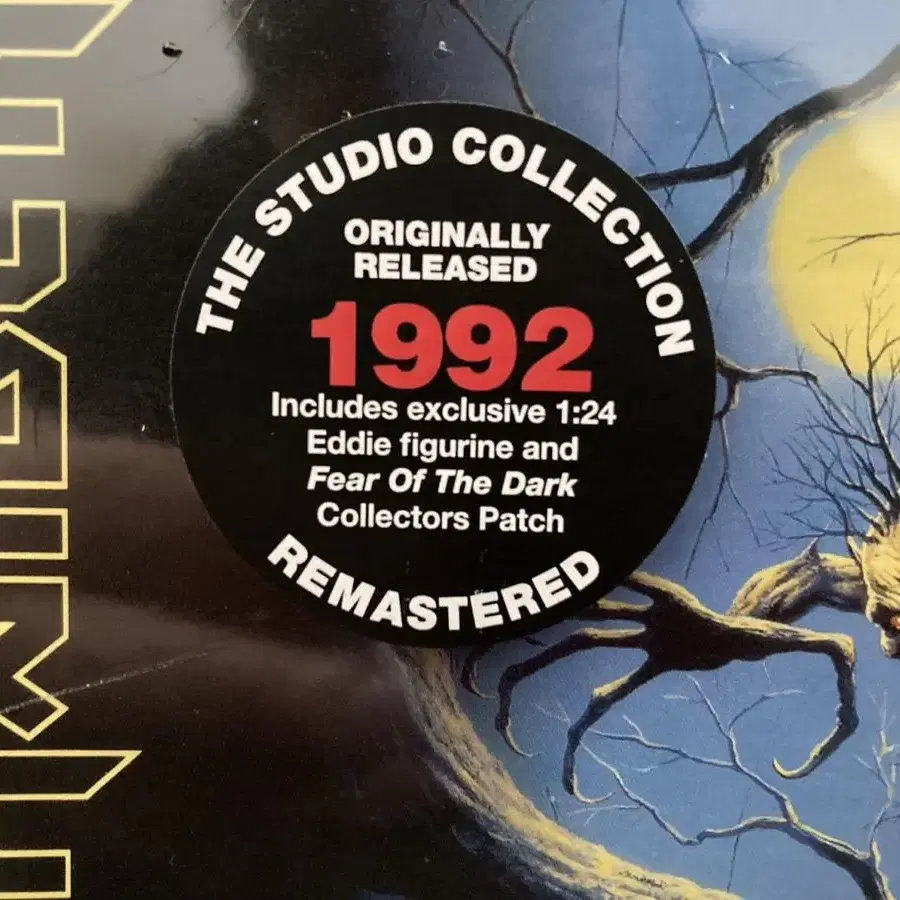 THE STUDIO COLLECTION
ORIGINALLY
RELEASED
1992
Includes exclusive 1:24
Eddie figurine and
Fear Of The Dark
Collectors Patch
REMASTERED